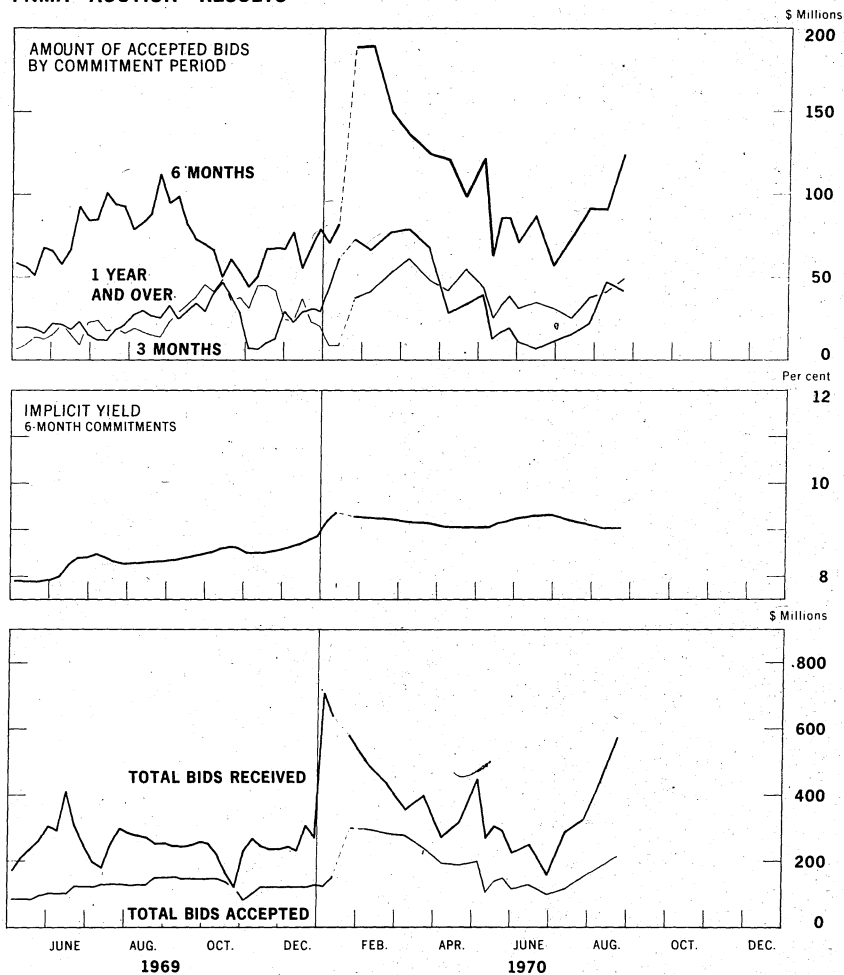 FNMA AUCTION RESULTS
$ Millions
AMOUNT OF ACCEPTED BIDS
BY COMMITMENT PERIOD
200
150
6 MONTHS
100
1 YEAR
AND OVER
50
3 MONTHS
0
Per cent
IMPLICIT YIELD
6-MONTH COMMITMENTS
12
10
8
$ Millions
800
600
TOTAL BIDS RECEIVED
400
200
TOTAL BIDS ACCEPTED
0
JUNE AUG. OCT. DEC. FEB. APR. JUNE AUG. OCT. DEC.
1969 1970